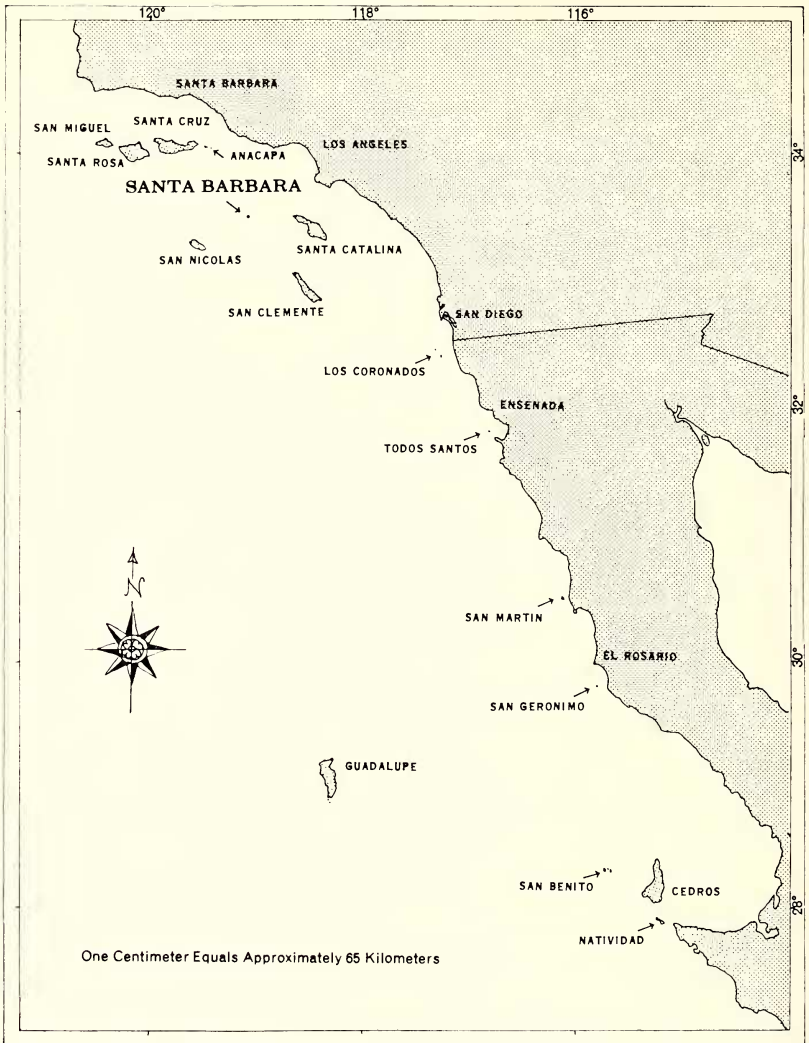 120° 118° 116°
SANTA BARBARA
SANTA CRUZ
SAN MIGUEL
LOS ANGELES
34°
ANACAPA
SANTA ROSA
SANTA BARBARA
SANTA CATALINA
SAN NICOLAS
SAN CLEMENTE
SAN DIEGO
LOS CORONADOS
ENSENADA
32°
TODOS SANTOS
N
SAN MARTIN
EL ROSARIO
30°
SAN GERONIMO
GUADALUPE
SAN BENITO
CEDROS
28°
NATIVIDAD
One Centimeter Equals Approximately 65 Kilometers